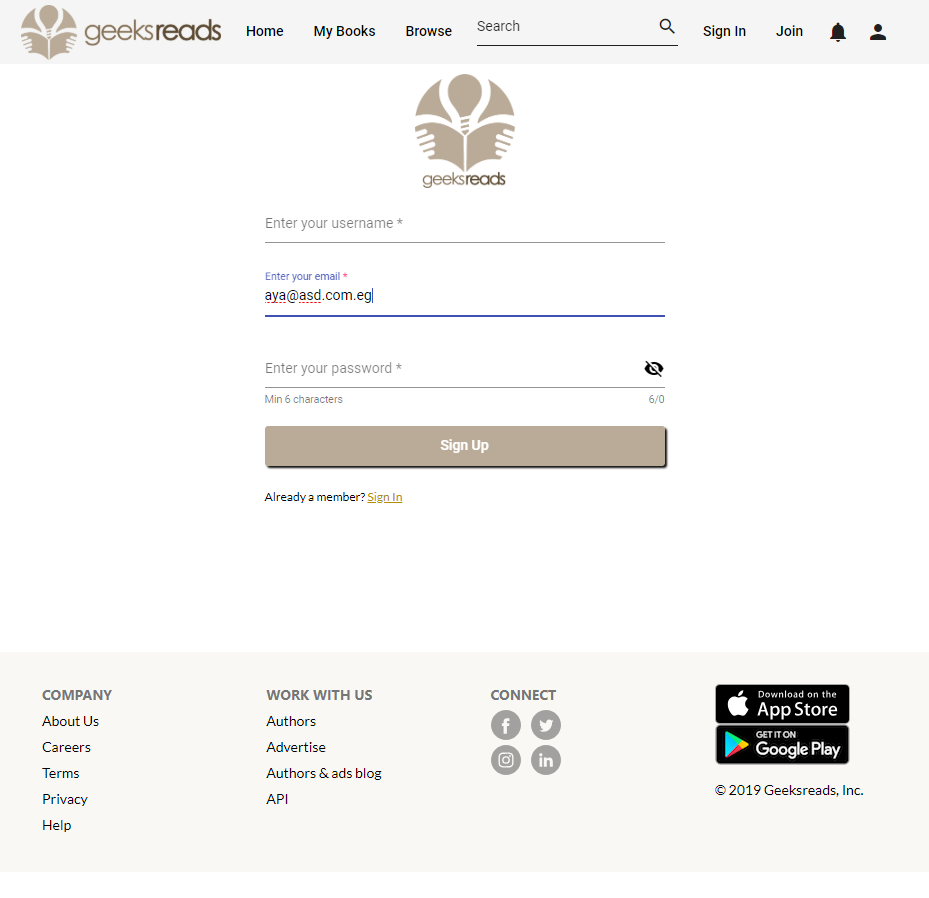 geeksreads Home My Books Browse Search Sign In Join
geeksreads
Enter your username *
Enter your email *
aya@asd.com.eg
Enter your password *
Min 6 characters 6/0
Sign Up
Already a member? Sign In
COMPANY
About Us
Careers
Terms
Privacy
Help
WORK WITH US
Authors
Advertise
Authors & ads blog
API
CONNECT
Download on the
App Store
GET IT ON
Google Play
© 2019 Geeksreads, Inc.